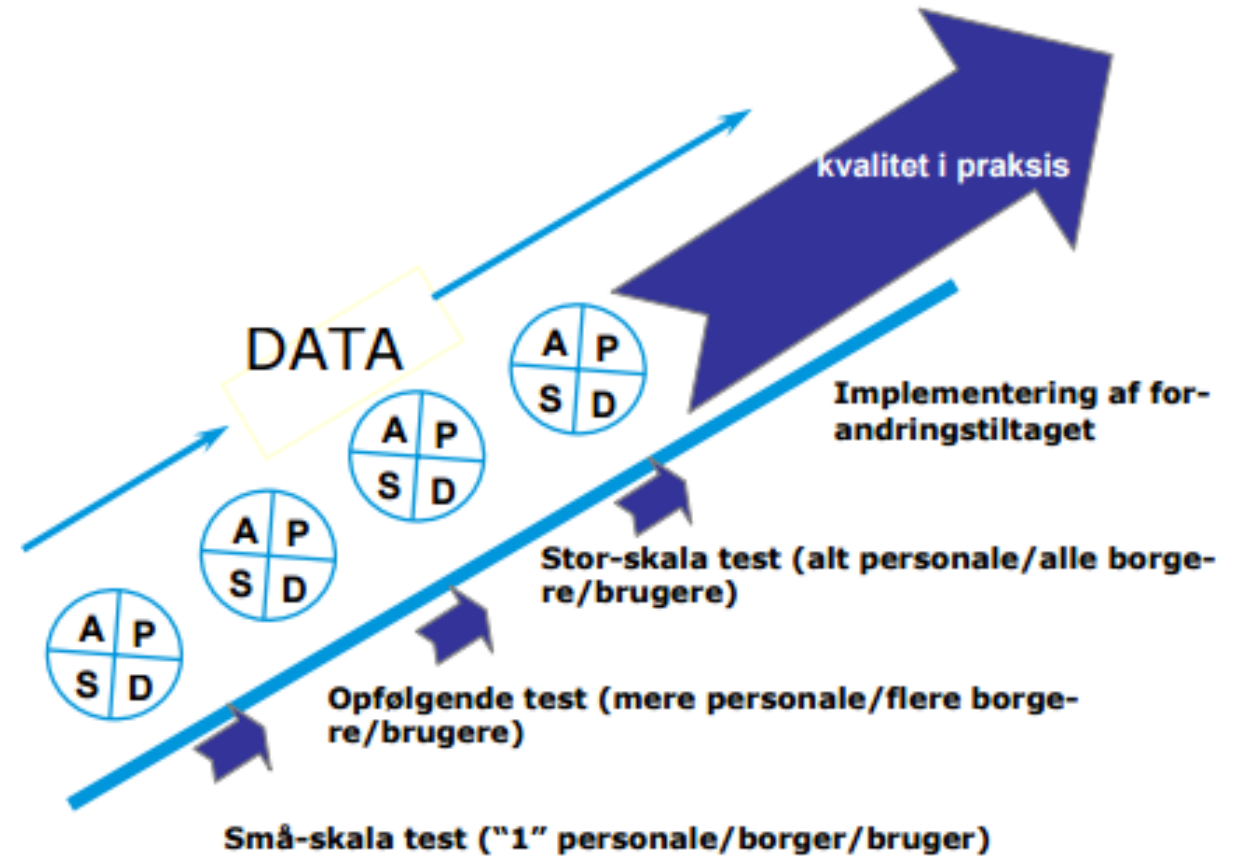 kvalitet i praksis
DATA
A P
S D
A P
S D
A P
S D
A P
S D
Implementering af for-
andringstiltaget
Stor-skala test (alt personale/alle borge-
re/brugere)
Opfølgende test (mere personale/flere borge-
re/brugere)
Små-skala test (“1” personale/borger/bruger)